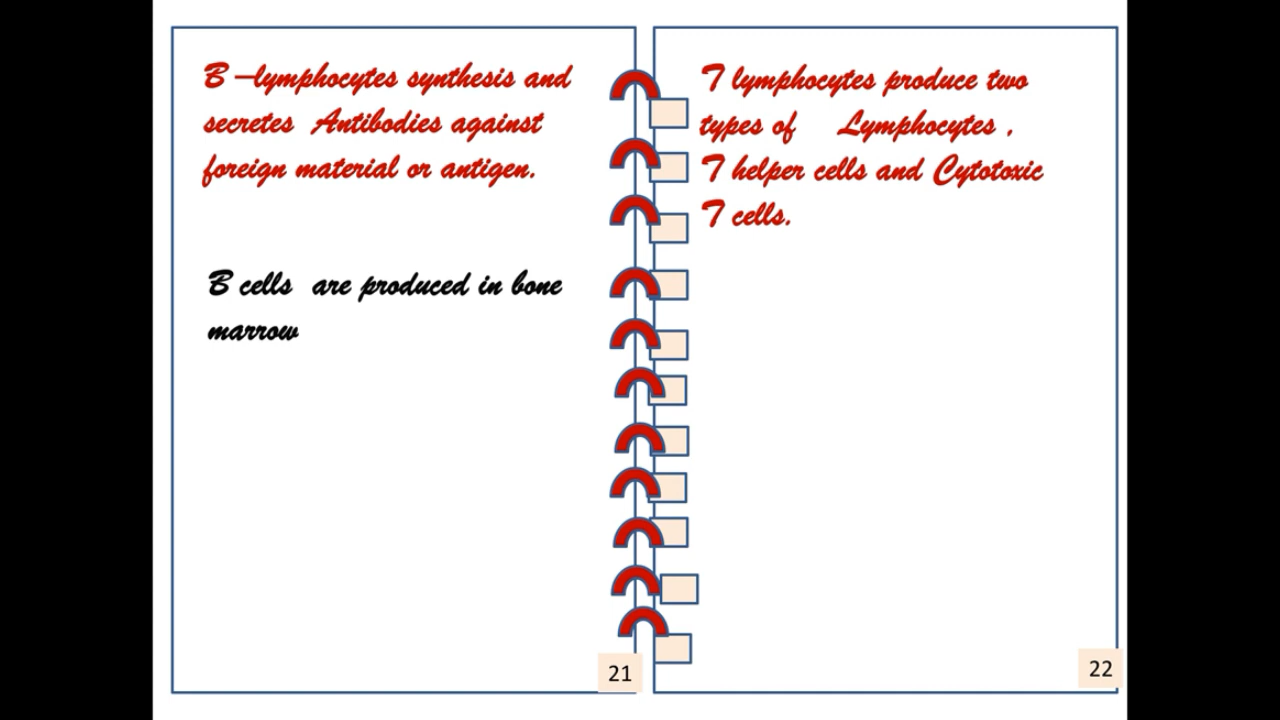 B –lymphocytes synthesis and
secretes Antibodies against
foreign material or antigen.
B cells are produced in bone
marrow
21
T lymphocytes produce two
types of Lymphocytes ,
T helper cells and Cytotoxic
T cells.
22